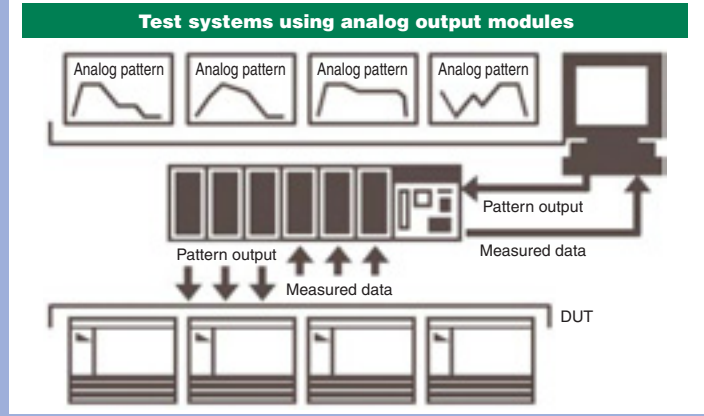 Test systems using analog output modules
Analog pattern
Analog pattern
Analog pattern
Analog pattern
Pattern output
Measured data
Pattern output
Measured data
DUT